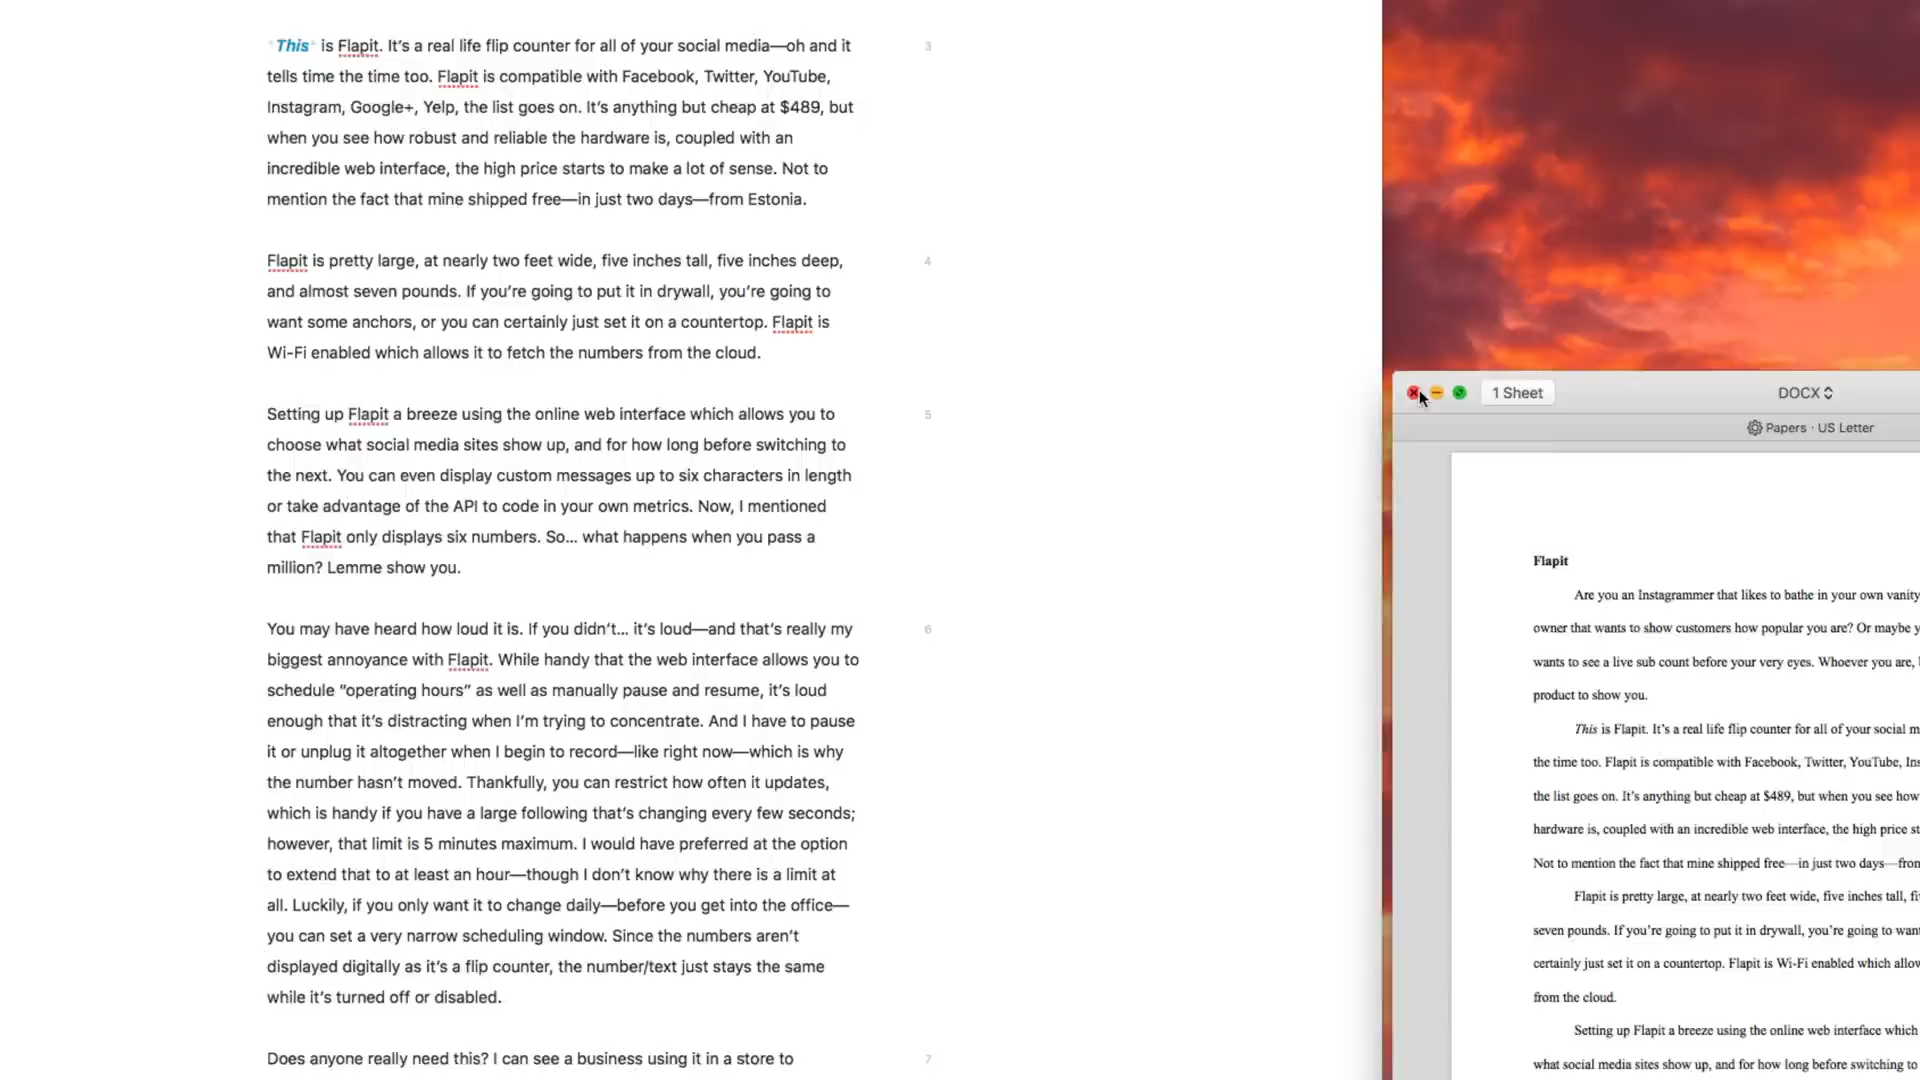 *This* is Flapit. It’s a real life flip counter for all of your social media—oh and it
3
tells time the time too. Flapit is compatible with Facebook, Twitter, YouTube,
Instagram, Google+, Yelp, the list goes on. It’s anything but cheap at $489, but
when you see how robust and reliable the hardware is, coupled with an
incredible web interface, the high price starts to make a lot of sense. Not to
mention the fact that mine shipped free—in just two days—from Estonia.
Flapit is pretty large, at nearly two feet wide, five inches tall, five inches deep,
4
and almost seven pounds. If you’re going to put it in drywall, you’re going to
want some anchors, or you can certainly just set it on a countertop. Flapit is
Wi-Fi enabled which allows it to fetch the numbers from the cloud.
Setting up Flapit a breeze using the online web interface which allows you to
5
choose what social media sites show up, and for how long before switching to
the next. You can even display custom messages up to six characters in length
or take advantage of the API to code in your own metrics. Now, I mentioned
that Flapit only displays six numbers. So... what happens when you pass a
million? Lemme show you.
You may have heard how loud it is. If you didn’t... it’s loud—and that’s really my
6
biggest annoyance with Flapit. While handy that the web interface allows you to
schedule “operating hours” as well as manually pause and resume, it’s loud
enough that it’s distracting when I’m trying to concentrate. And I have to pause
it or unplug it altogether when I begin to record—like right now—which is why
the number hasn’t moved. Thankfully, you can restrict how often it updates,
which is handy if you have a large following that’s changing every few seconds;
however, that limit is 5 minutes maximum. I would have preferred at the option
to extend that to at least an hour—though I don’t know why there is a limit at
all. Luckily, if you only want it to change daily—before you get into the office—
you can set a very narrow scheduling window. Since the numbers aren’t
displayed digitally as it’s a flip counter, the number/text just stays the same
while it’s turned off or disabled.
Does anyone really need this? I can see a business using it in a store to
7
1 Sheet
DOCX
Papers · US Letter
Flapit
Are you an Instagrammer that likes to bathe in your own vanity
owner that wants to show customers how popular you are? Or maybe y
wants to see a live sub count before your very eyes. Whoever you are,
product to show you.
This is Flapit. It’s a real life flip counter for all of your social m
the time too. Flapit is compatible with Facebook, Twitter, YouTube, Ins
the list goes on. It’s anything but cheap at $489, but when you see how
hardware is, coupled with an incredible web interface, the high price st
Not to mention the fact that mine shipped free—in just two days—from
Flapit is pretty large, at nearly two feet wide, five inches tall, fi
seven pounds. If you’re going to put it in drywall, you’re going to want
certainly just set it on a countertop. Flapit is Wi-Fi enabled which allow
from the cloud.
Setting up Flapit a breeze using the online web interface which
what social media sites show up, and for how long before switching to